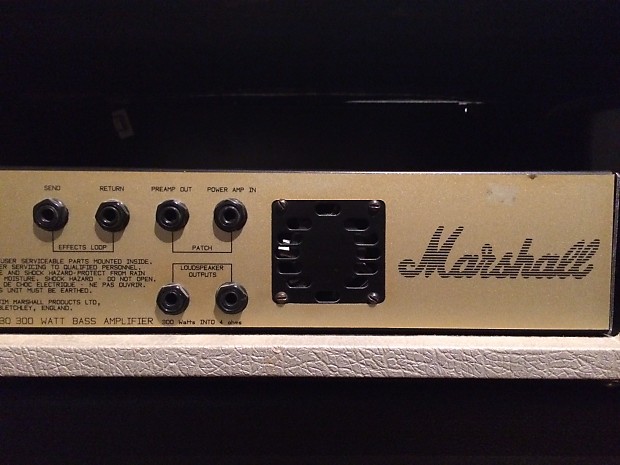 SEND RETURN PREAMP OUT POWER AMP IN
EFFECTS LOOP PATCH
LOUDSPEAKER
OUTPUTS
USER SERVICEABLE PARTS MOUNTED INSIDE.
SERVICING TO QUALIFIED PERSONNEL.
AND SHOCK HAZARD-PROTECT FROM RAIN
MOISTURE. SHOCK HAZARD - DO NOT OPEN.
DE CHOC ELECTRIQUE - NE PAS OUVRIR.
UNIT MUST BE EARTHED.
JIM MARSHALL PRODUCTS LTD,
BLETCHLEY, ENGLAND.
30 300 WATT BASS AMPLIFIER
300 Watts INTO 4 ohms
Marshall